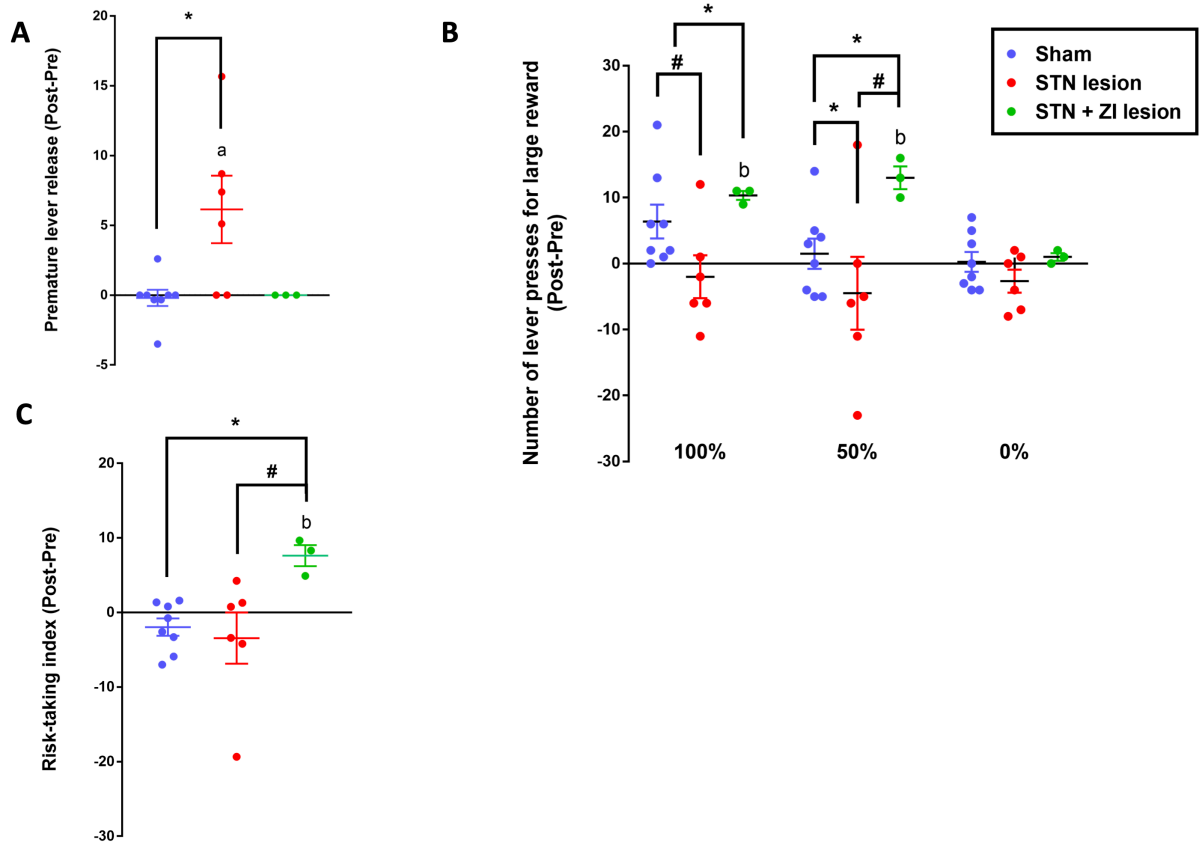 A
Premature lever release (Post-Pre)
20
15
10
5
0
-5
*
a
B
Number of lever presses for large reward
(Post-Pre)
30
20
10
0
-10
-20
-30
*
#
b
*
#
*
b
100%
50%
0%
Sham
STN lesion
STN + ZI lesion
C
Risk-taking index (Post-Pre)
20
10
0
-10
-20
-30
*
#
b